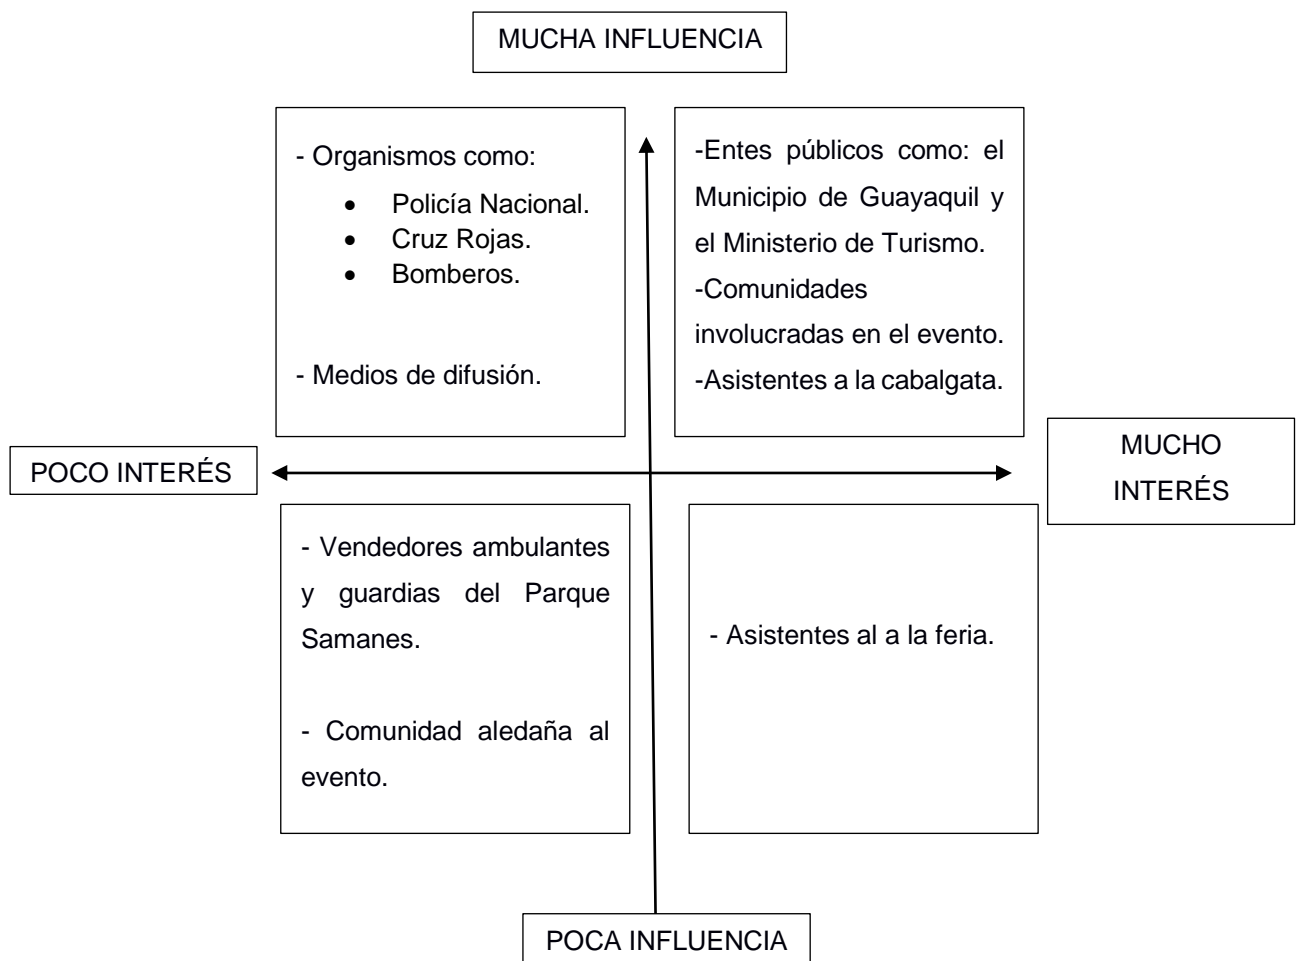 MUCHA INFLUENCIA
- Organismos como:
• Policía Nacional.
• Cruz Rojas.
• Bomberos.
- Medios de difusión.
-Entes públicos como: el
Municipio de Guayaquil y
el Ministerio de Turismo.
-Comunidades
involucradas en el evento.
-Asistentes a la cabalgata.
POCO INTERÉS
MUCHO
INTERÉS
- Vendedores ambulantes
y guardias del Parque
Samanes.
- Comunidad aledaña al
evento.
- Asistentes al a la feria.
POCA INFLUENCIA